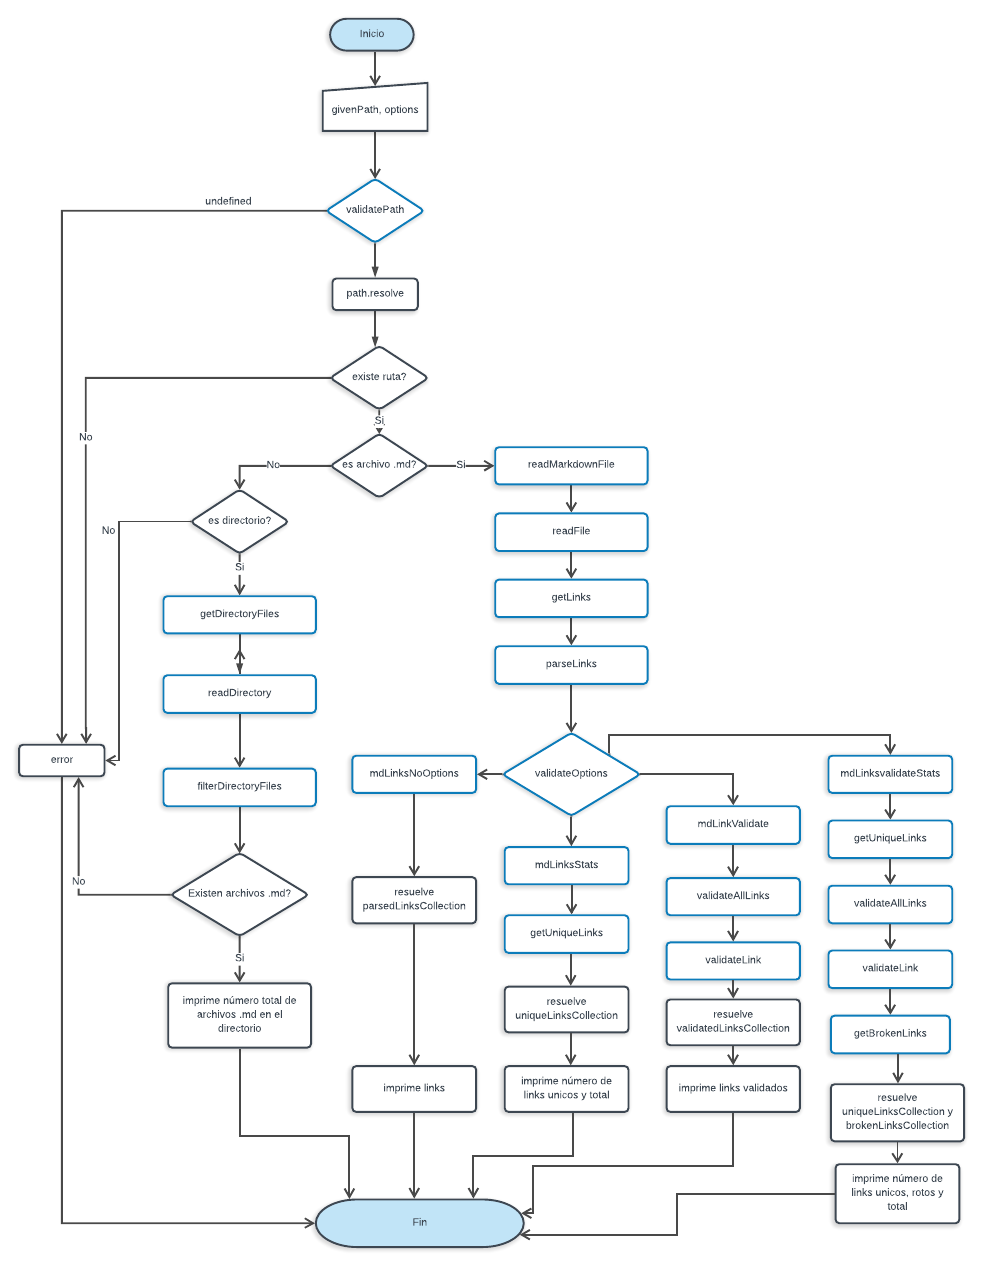 Inicio
givenPath, options
undefined
validatePath
path.resolve
existe ruta?
No
Si
es archivo .md?
No
Si
readMarkdownFile
es directorio?
No
Si
readFile
getLinks
getDirectoryFiles
parseLinks
readDirectory
error
filterDirectoryFiles
mdLinksNoOptions
validateOptions
mdLinksvalidateStats
mdLinkValidate
getUniqueLinks
mdLinksStats
No
Existen archivos .md?
resuelve
parsedLinksCollection
validateAllLinks
validateAllLinks
getUniqueLinks
Si
validateLink
validateLink
imprime número total de
archivos .md en el
directorio
resuelve
uniqueLinksCollection
resuelve
validatedLinksCollection
getBrokenLinks
imprime links
imprime número de
links unicos y total
imprime links validados
resuelve
uniqueLinksCollection y
brokenLinksCollection
imprime número de
links unicos, rotos y
total
Fin